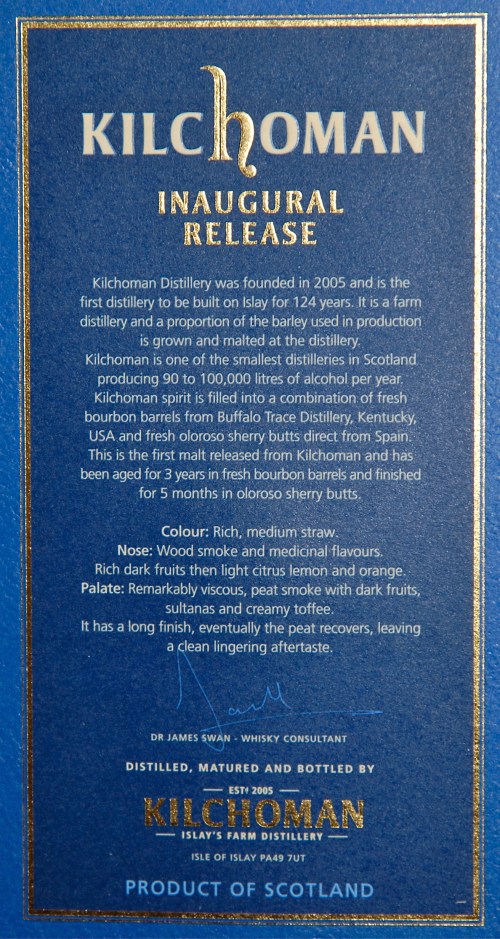 KILCHOMAN
INAUGURAL
RELEASE
Kilchoman Distillery was founded in 2005 and is the
first distillery to be built on Islay for 124 years. It is a farm
distillery and a proportion of the barley used in production
is grown and malted at the distillery.
Kilchoman is one of the smallest distilleries in Scotland
producing 90 to 100,000 litres of alcohol per year.
Kilchoman spirit is filled into a combination of fresh
bourbon barrels from Buffalo Trace Distillery, Kentucky,
USA and fresh oloroso sherry butts direct from Spain.
This is the first malt released from Kilchoman and has
been aged for 3 years in fresh bourbon barrels and finished
for 5 months in oloroso sherry butts.
Colour: Rich, medium straw.
Nose: Wood smoke and medicinal flavours.
Rich dark fruits then light citrus lemon and orange.
Palate: Remarkably viscous, peat smoke with dark fruits,
sultanas and creamy toffee.
It has a long finish, eventually the peat recovers, leaving
a clean lingering aftertaste.
DR JAMES SWAN - WHISKY CONSULTANT
DISTILLED, MATURED AND BOTTLED BY
ESTd 2005
KILCHOMAN
ISLAY'S FARM DISTILLERY
ISLE OF ISLAY PA49 7UT
PRODUCT OF SCOTLAND